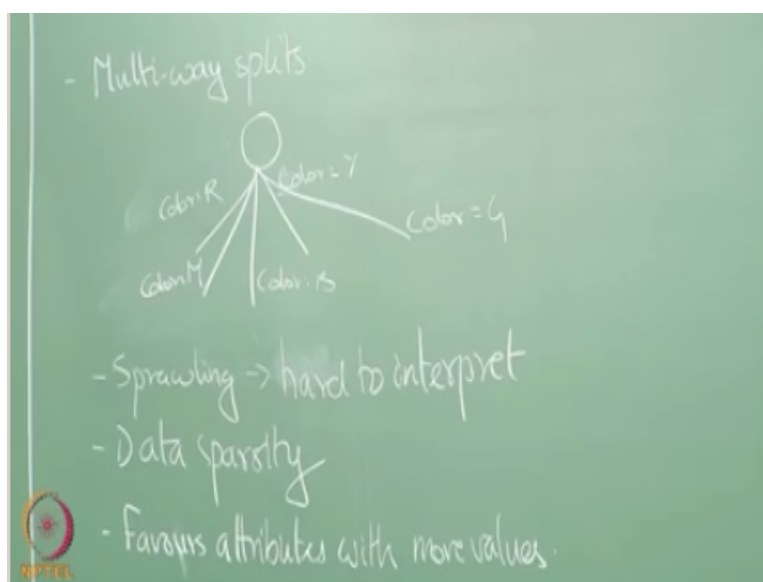 - Multi-way splits
Color=R
Color=Y
Color=G
Color=M
Color=B
- Sprawling -> hard to interpret
- Data sparsity
- Favours attributes with more values.
NPTEL